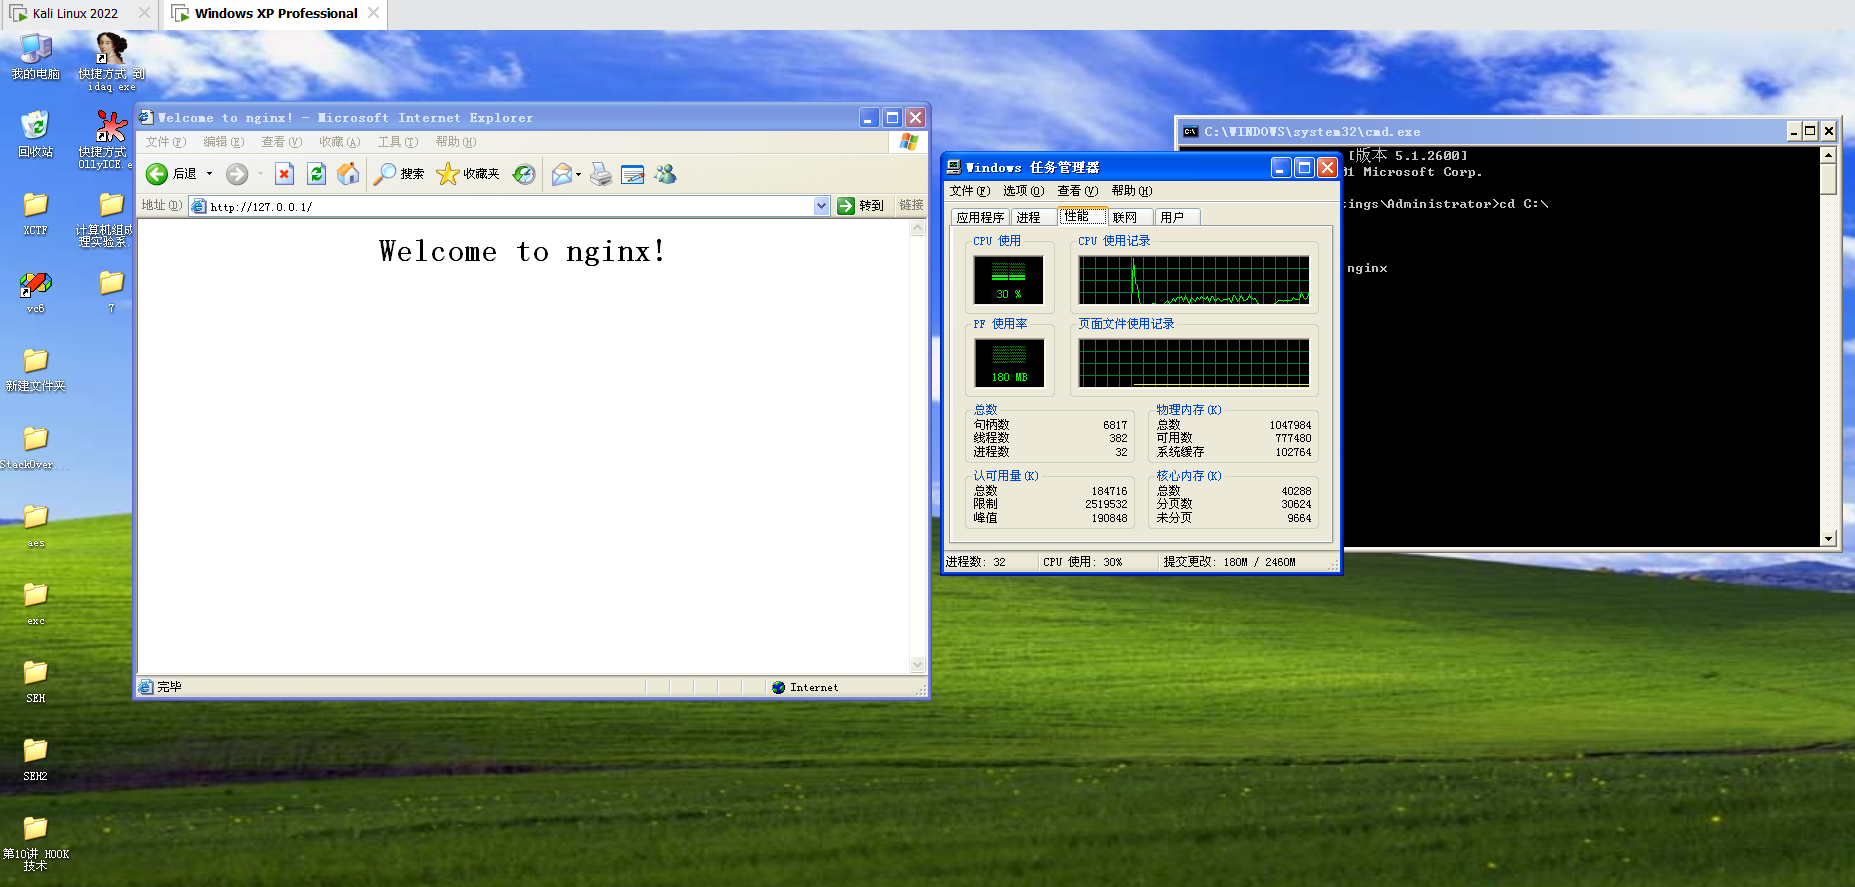 Kali Linux 2022
Windows XP Professional
我的电脑
快捷方式 到
idaq.exe
回收站
快捷方式
OllyICE.e
XCTF
计算机组成
理实验系.
vc6
7
新建文件夹
StackOver...
aes
exc
SEH
SEH2
第10讲 HOOK
技术
Welcome to nginx! - Microsoft Internet Explorer
文件(F) 编辑(E) 查看(V) 收藏(A) 工具(T) 帮助(H)
后退 搜索 收藏夹
地址(D) http://127.0.0.1/ 转到 链接
Welcome to nginx!
完毕 Internet
Windows 任务管理器
文件(F) 选项(O) 查看(V) 帮助(H)
应用程序 进程 性能 联网 用户
CPU 使用 CPU 使用记录
30 %
PF 使用率 页面文件使用记录
180 MB
总数
句柄数 6817
线程数 382
进程数 32
物理内存(K)
总数 1047984
可用数 777480
系统缓存 102764
认可用量(K)
总数 184716
限制 2519532
峰值 190848
核心内存(K)
总数 40288
分页数 30624
未分页 9664
进程数: 32 CPU 使用: 30% 提交更改: 180M / 2460M
C:\WINDOWS\system32\cmd.exe
[版本 5.1.2600]
01 Microsoft Corp.
tings\Administrator>cd C:\
nginx